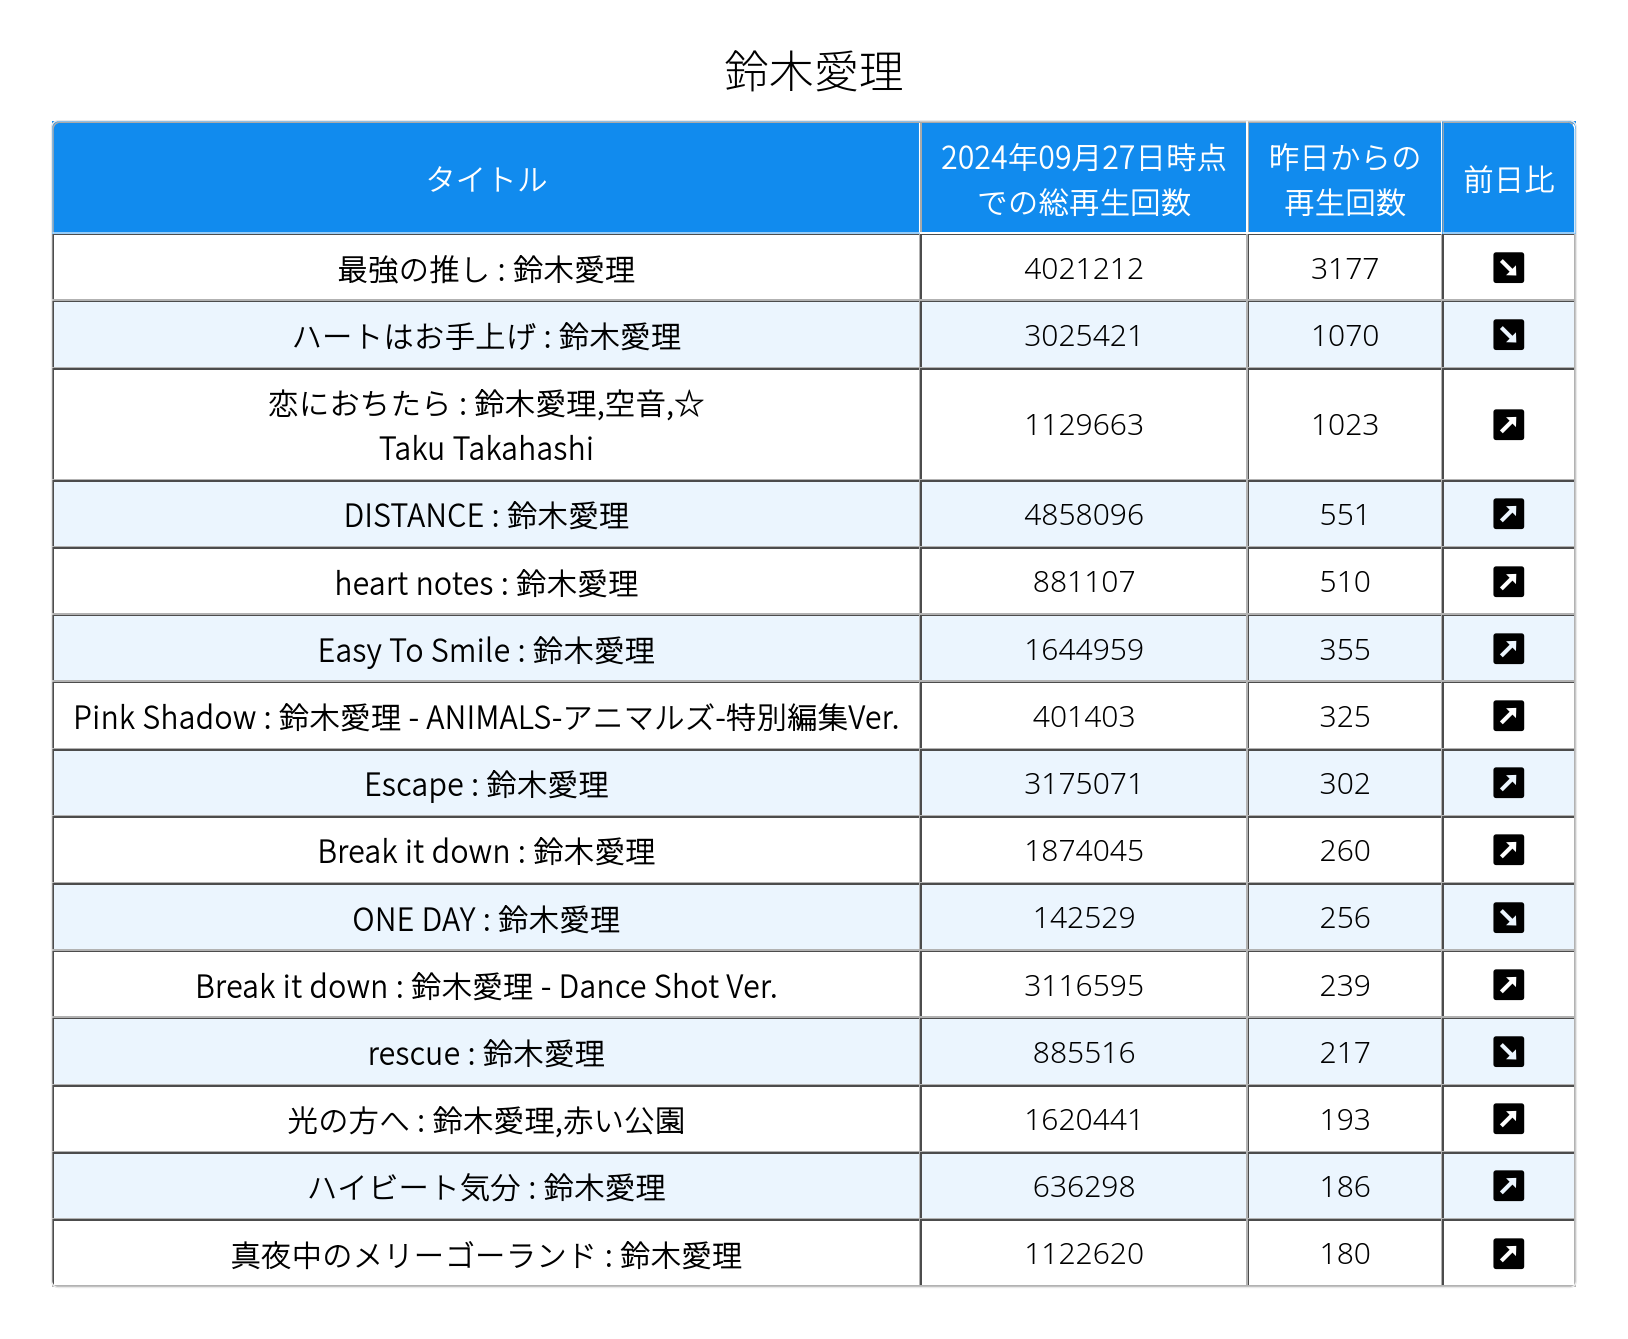 鈴木愛理
タイトル
2024年09月27日時点
での総再生回数
昨日からの
再生回数
前日比
最強の推し : 鈴木愛理 4021212 3177
ハートはお手上げ : 鈴木愛理 3025421 1070
恋におちたら : 鈴木愛理,空音,☆
Taku Takahashi 1129663 1023
DISTANCE : 鈴木愛理 4858096 551
heart notes : 鈴木愛理 881107 510
Easy To Smile : 鈴木愛理 1644959 355
Pink Shadow : 鈴木愛理 - ANIMALS-アニマルズ-特別編集Ver. 401403 325
Escape : 鈴木愛理 3175071 302
Break it down : 鈴木愛理 1874045 260
ONE DAY : 鈴木愛理 142529 256
Break it down : 鈴木愛理 - Dance Shot Ver. 3116595 239
rescue : 鈴木愛理 885516 217
光の方へ : 鈴木愛理,赤い公園 1620441 193
ハイビート気分 : 鈴木愛理 636298 186
真夜中のメリーゴーランド : 鈴木愛理 1122620 180